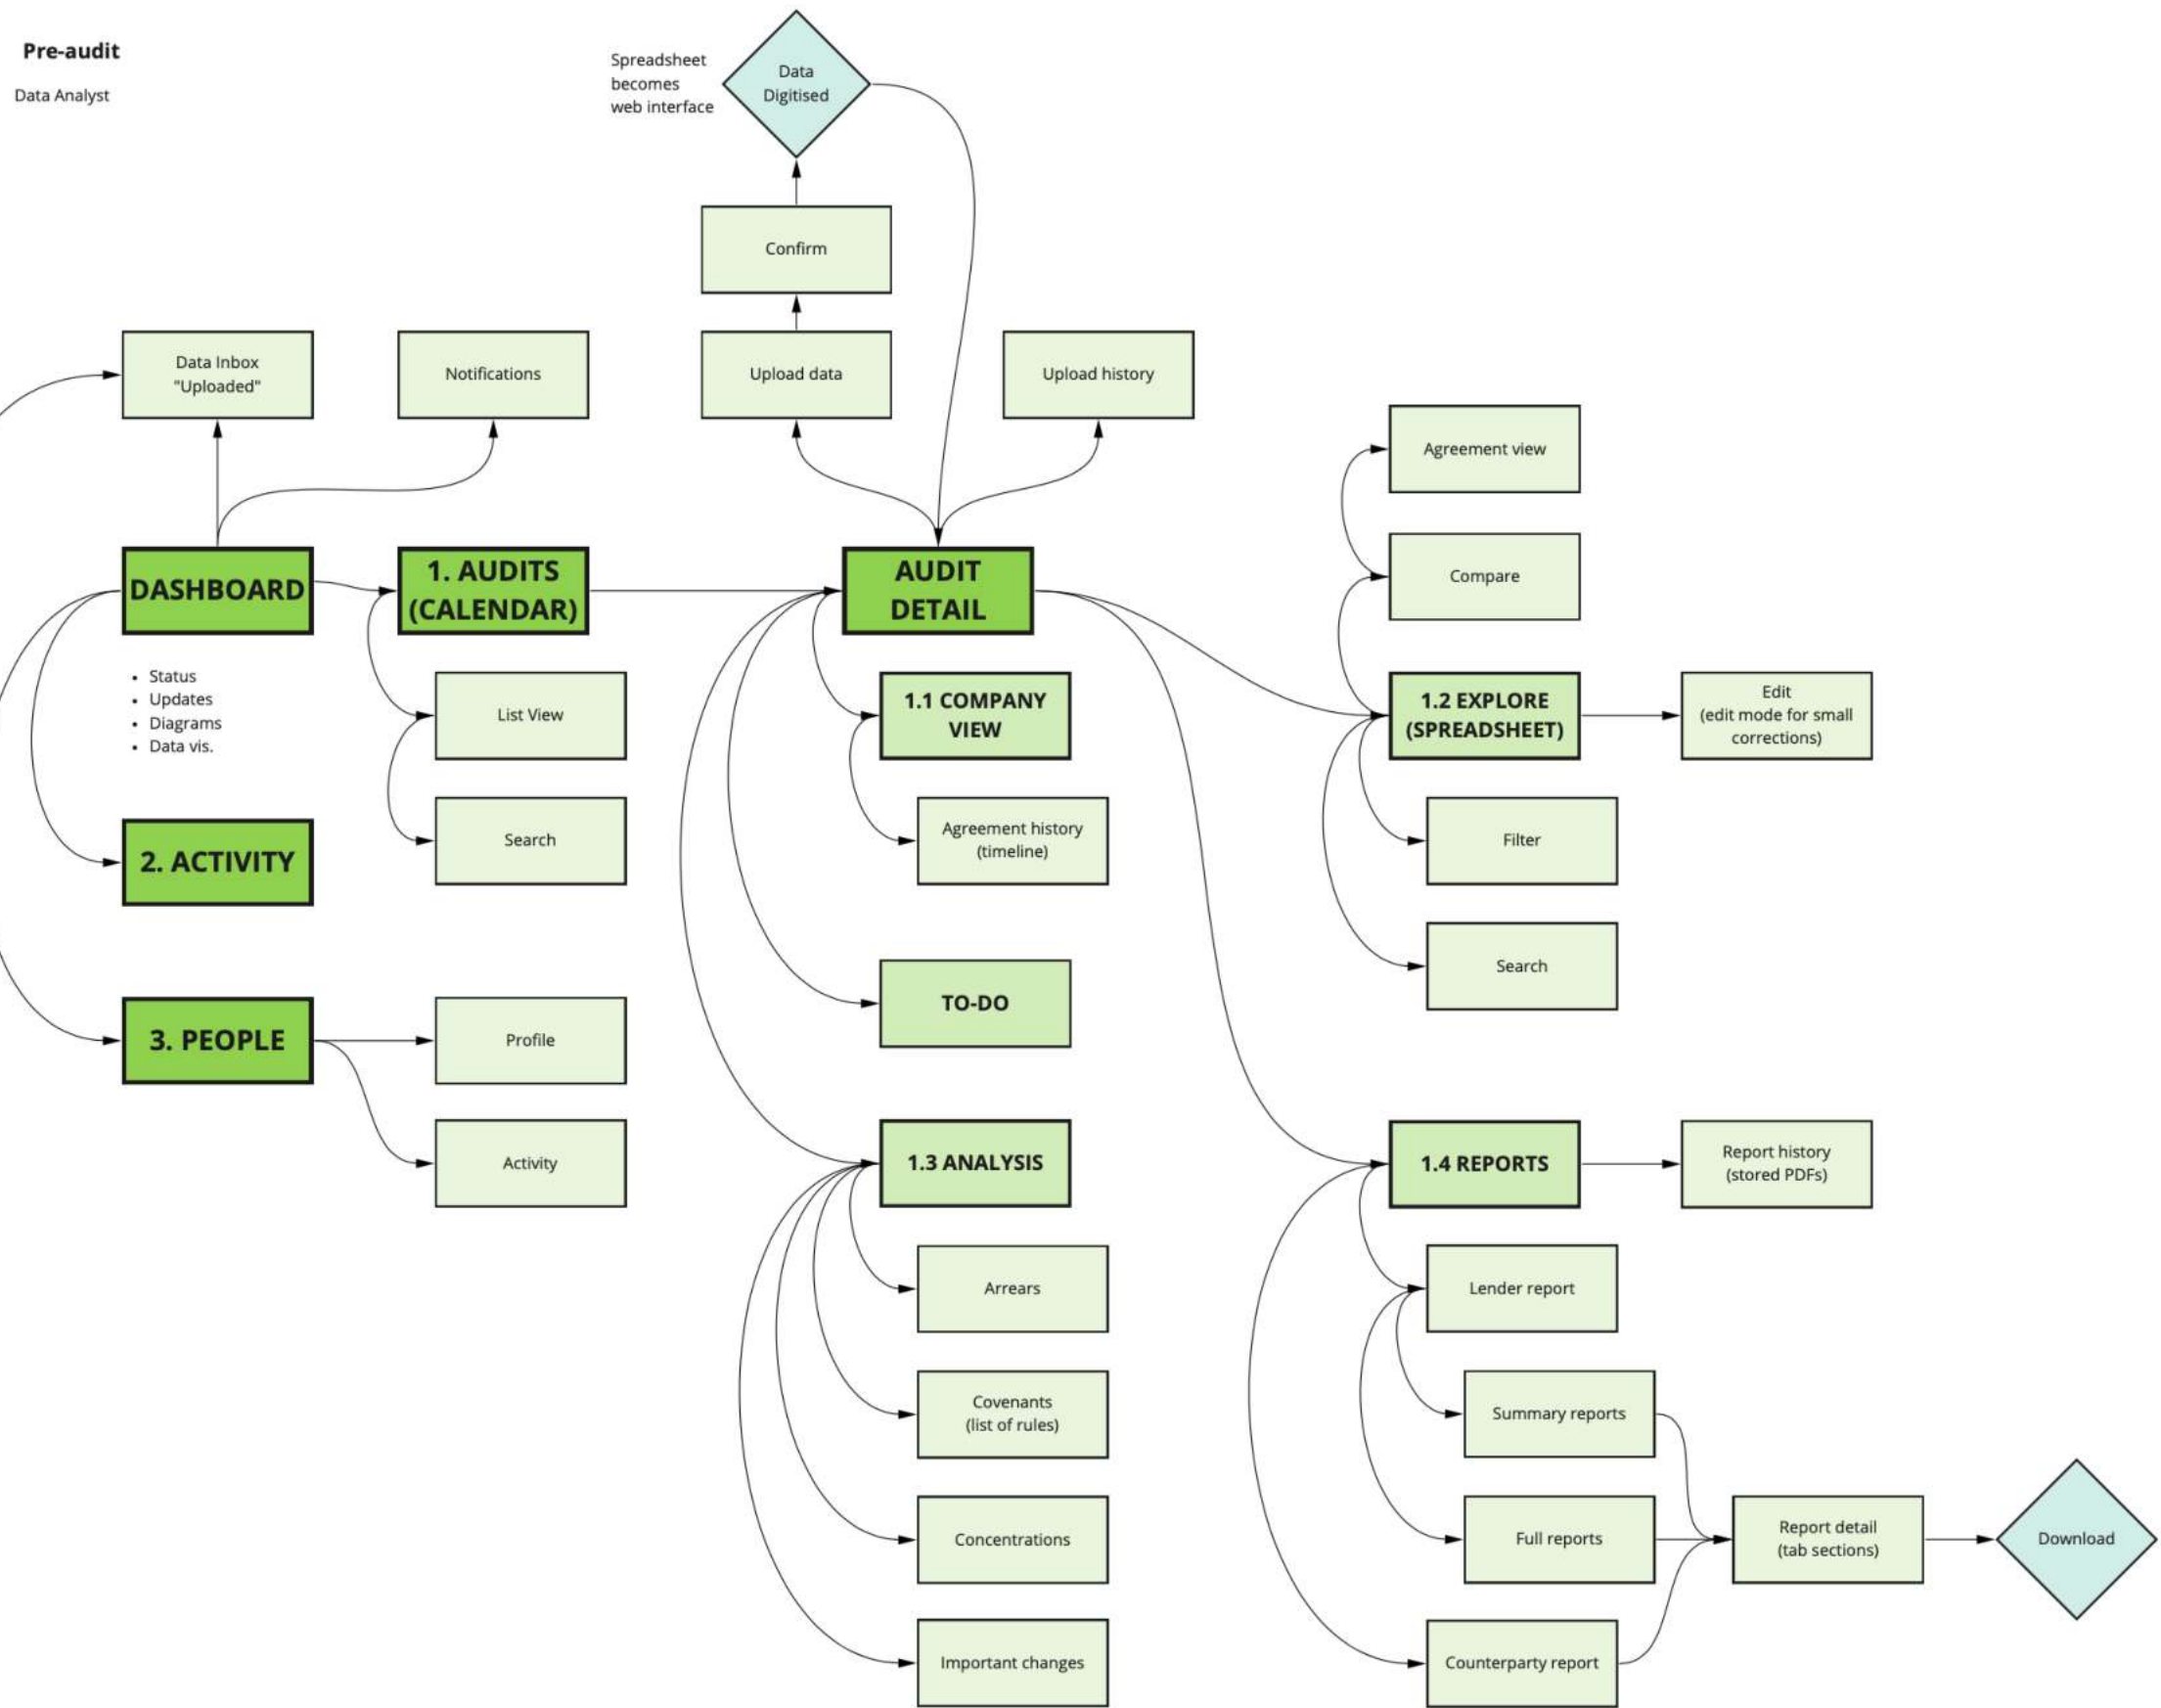 Pre-audit
Data Analyst
Spreadsheet
becomes
web interface
Data
Digitised
Confirm
Data Inbox
"Uploaded"
Notifications
Upload data
Upload history
Agreement view
Compare
DASHBOARD
1. AUDITS
(CALENDAR)
AUDIT
DETAIL
• Status
• Updates
• Diagrams
• Data vis.
List View
Search
1.1 COMPANY
VIEW
Agreement history
(timeline)
1.2 EXPLORE
(SPREADSHEET)
Edit
(edit mode for small
corrections)
Filter
Search
2. ACTIVITY
TO-DO
3. PEOPLE
Profile
Activity
1.3 ANALYSIS
Arrears
Covenants
(list of rules)
Concentrations
Important changes
1.4 REPORTS
Report history
(stored PDFs)
Lender report
Summary reports
Full reports
Report detail
(tab sections)
Download
Counterparty report